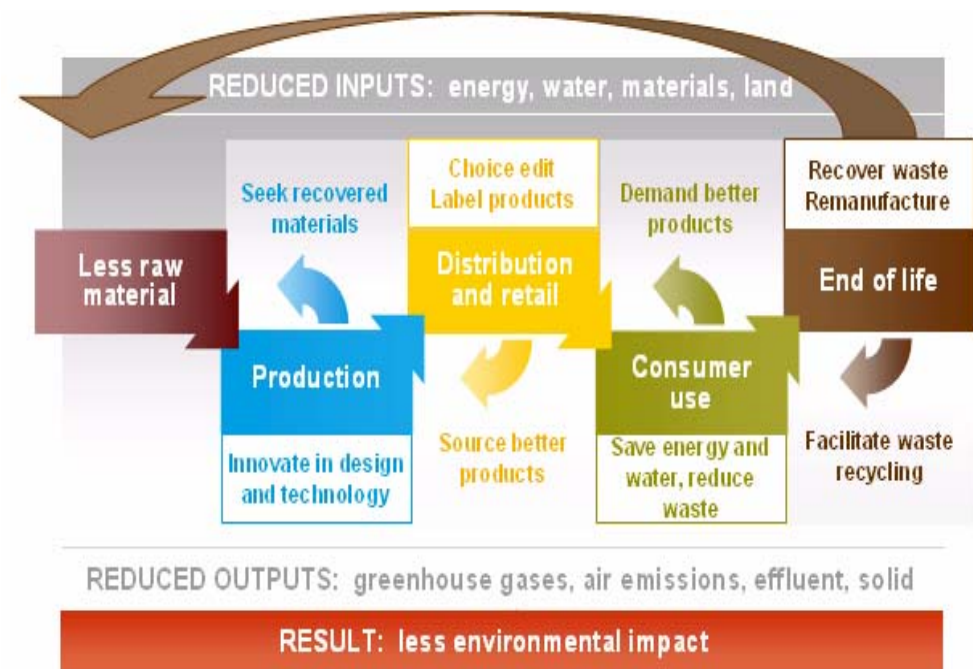 REDUCED INPUTS: energy, water, materials, land
Seek recovered
materials
Choice edit
Label products
Demand better
products
Recover waste
Remanufacture
Less raw
material
Distribution
and retail
End of life
Production
Consumer
use
Innovate in design
and technology
Source better
products
Save energy and
water, reduce
waste
Facilitate waste
recycling
REDUCED OUTPUTS: greenhouse gases, air emissions, effluent, solid
RESULT: less environmental impact